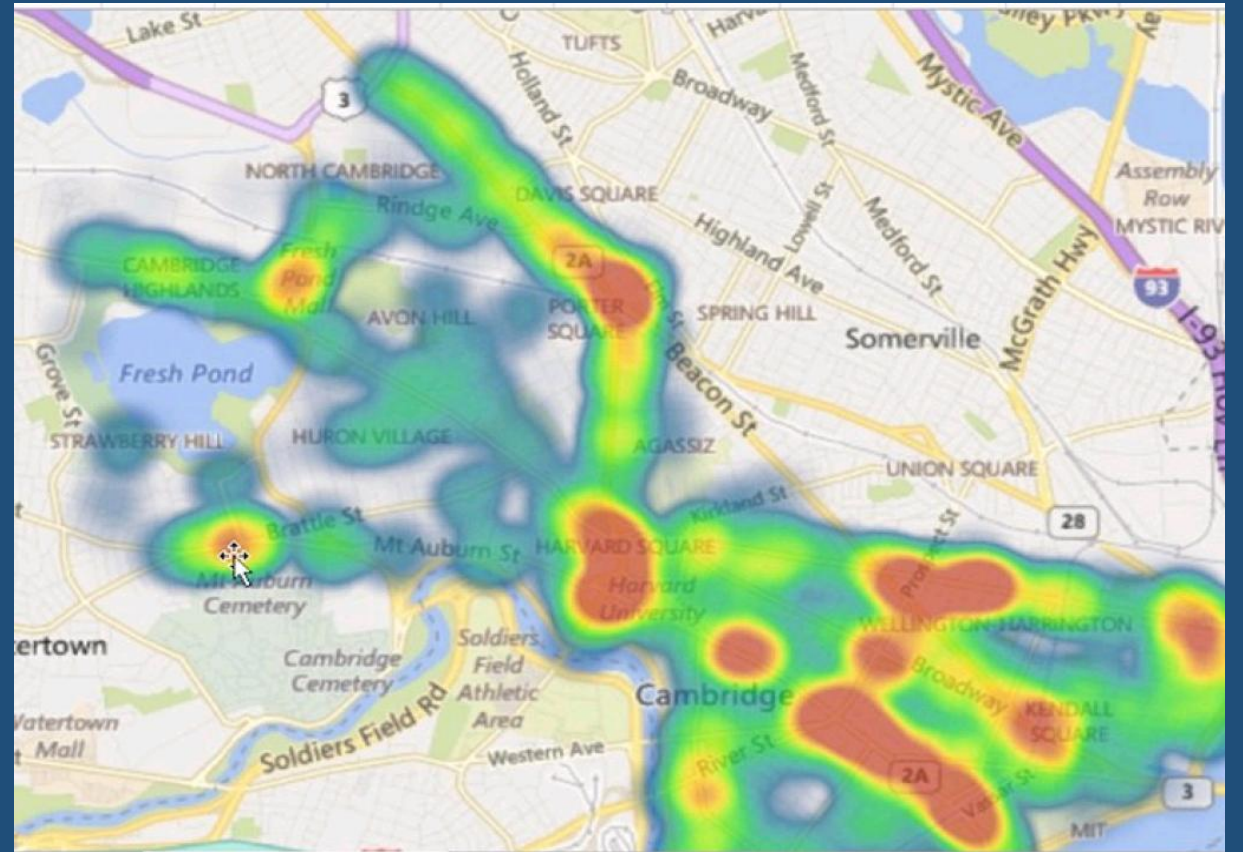 Lake St
TUFTS
Holland St
Broadway
Medford St
Mystic Ave
3
NORTH CAMBRIDGE
Assembly
Row
MYSTIC RIV
DAVIS SQUARE
Rindge Ave
Lowell St
Medford St
Highland Ave
McGrath Hwy
Fresh
Pond
Mall
2A
CAMBRIDGE
HIGHLANDS
93
I-93
AVON HILL
PORTER
SQUARE
SPRING HILL
Somerville
Beacon St
Grove St
Fresh Pond
STRAWBERRY HILL
HURON VILLAGE
AGASSIZ
UNION SQUARE
Kirkland St
Prospect St
28
Brattle St
Mt Auburn St
HARVARD SQUARE
Harvard
University
Mt Auburn
Cemetery
WELLINGTON-HARRINGTON
ertown
Soldiers
Field
Athletic
Area
Cambridge
Cemetery
Broadway
Cambridge
KENDALL
SQUARE
Watertown
Mall
Soldiers Field Rd
Western Ave
River St
2A
Vassar St
3
MIT